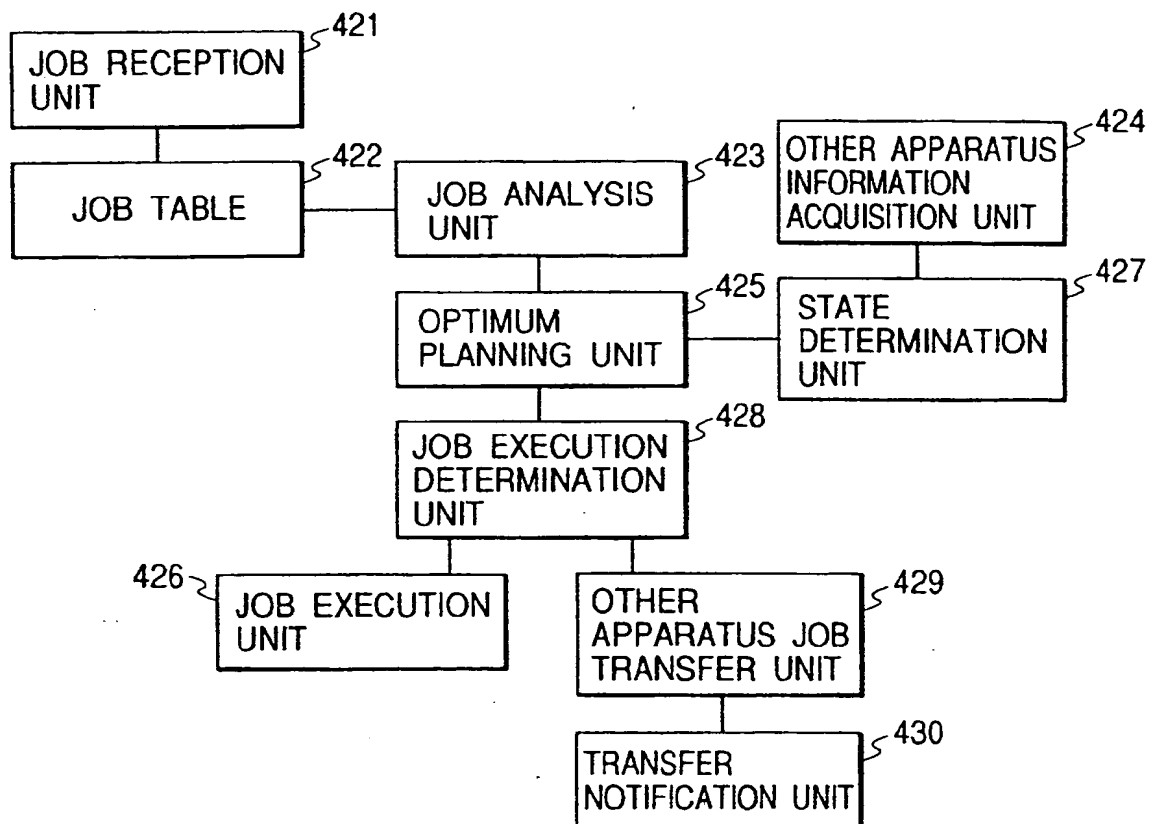 421
JOB RECEPTION
UNIT
422
JOB TABLE
423
JOB ANALYSIS
UNIT
424
OTHER APPARATUS
INFORMATION
ACQUISITION UNIT
425
OPTIMUM
PLANNING UNIT
427
STATE
DETERMINATION
UNIT
428
JOB EXECUTION
DETERMINATION
UNIT
426
JOB EXECUTION
UNIT
429
OTHER
APPARATUS JOB
TRANSFER UNIT
430
TRANSFER
NOTIFICATION UNIT